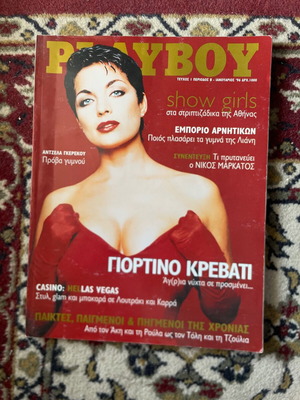 PLAYBOY
ΤΕΥΧΟΣ 1 ΠΕΡΙΟΔΟΣ Β - ΙΑΝΟΥΑΡΙΟΣ '96 ΔΡΧ. 1400
show girls
στα στριπτιζάδικα της Αθήνας
ΕΜΠΟΡΙΟ ΑΡΝΗΤΙΚΩΝ
Ποιός πλασάρει τα γυμνά της Λιάνη
ΑΝΤΖΕΛΑ ΓΚΕΡΕΚΟΥ
Πρόβα γυμνού
ΣΥΝΕΝΤΕΥΞΗ Τι πρυτανεύει
ο ΝΙΚΟΣ ΜΑΡΚΑΤΟΣ
ΓΙΟΡΤΙΝΟ ΚΡΕΒΑΤΙ
Άγ(ρ)ια νύχτα σε προσμένει...
CASINO: HELLAS VEGAS
Στυλ, glam και μπακαρά σε Λουτράκι και Καρρά
ΠΑΙΚΤΕΣ, ΠΑΙΓΜΕΝΟΙ & ΠΗΓΜΕΝΟΙ ΤΗΣ ΧΡΟΝΙΑΣ
Από τον Άκη και τη Ρούλα ως τον Τόλη και τη Τζούλια